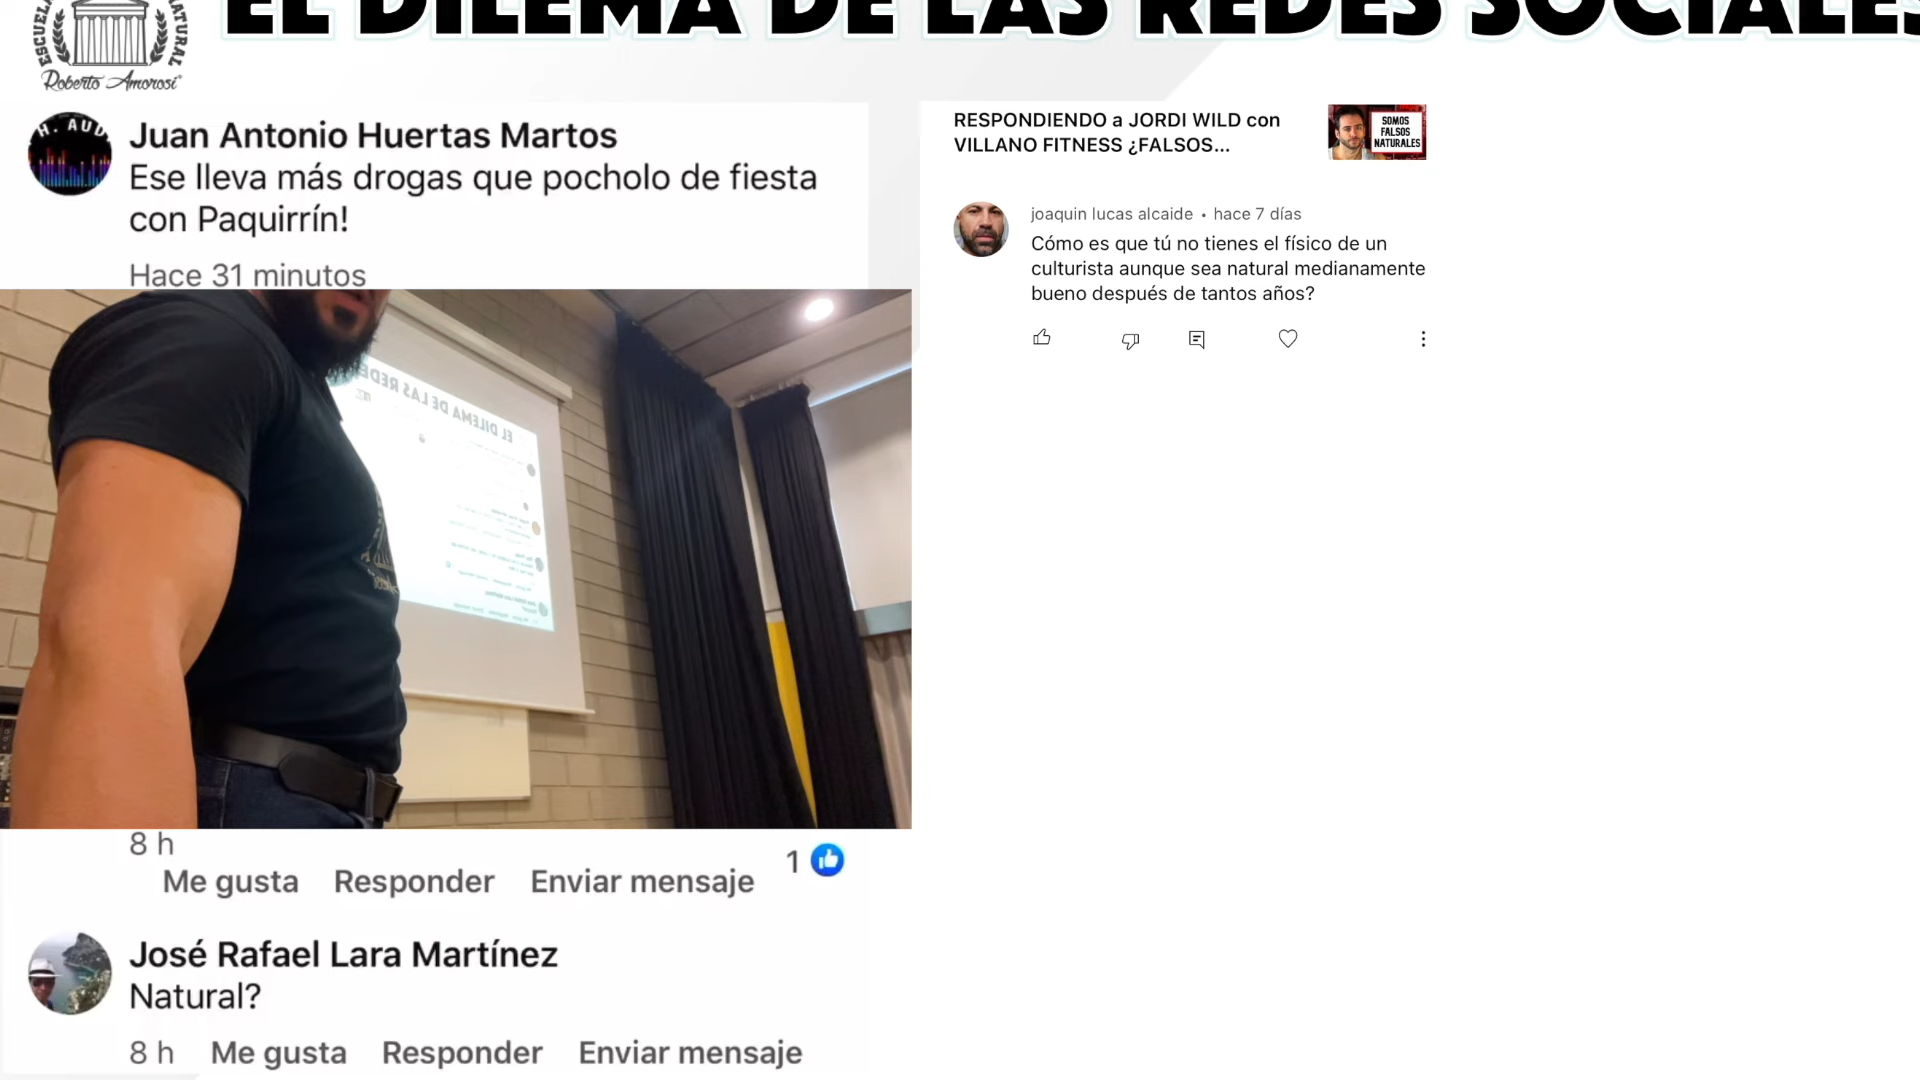 EL DILEMA DE LAS REDES SOCIALES
ESCUELA
NATURAL
Roberto Amorosi
H. AUD
Juan Antonio Huertas Martos
Ese lleva más drogas que pocholo de fiesta
con Paquirrín!
Hace 31 minutos
EL DILEMA DE LAS REDES
8 h
1
Me gusta Responder Enviar mensaje
José Rafael Lara Martínez
Natural?
8 h Me gusta Responder Enviar mensaje
RESPONDIENDO a JORDI WILD con
VILLANO FITNESS ¿FALSOS...
SOMOS
FALSOS
NATURALES
joaquin lucas alcaide • hace 7 días
Cómo es que tú no tienes el físico de un
culturista aunque sea natural medianamente
bueno después de tantos años?